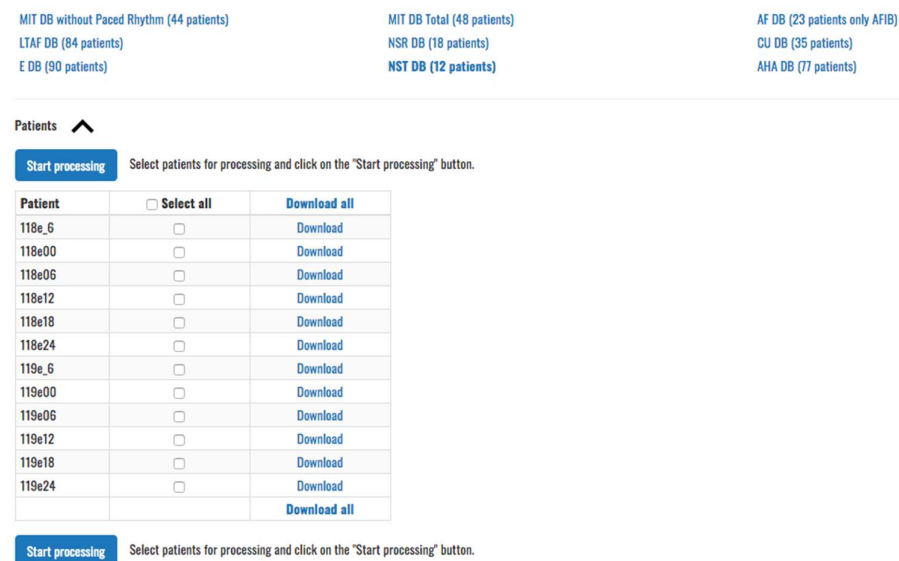 MIT DB without Paced Rhythm (44 patients) MIT DB Total (48 patients) AF DB (23 patients only AFIB)
LTAF DB (84 patients) NSR DB (18 patients) CU DB (35 patients)
E DB (90 patients) NST DB (12 patients) AHA DB (77 patients)
Patients
Start processing Select patients for processing and click on the "Start processing" button.
Patient Select all Download all
118e_6 Download
118e00 Download
118e06 Download
118e12 Download
118e18 Download
118e24 Download
119e_6 Download
119e00 Download
119e06 Download
119e12 Download
119e18 Download
119e24 Download
Download all
Start processing Select patients for processing and click on the "Start processing" button.